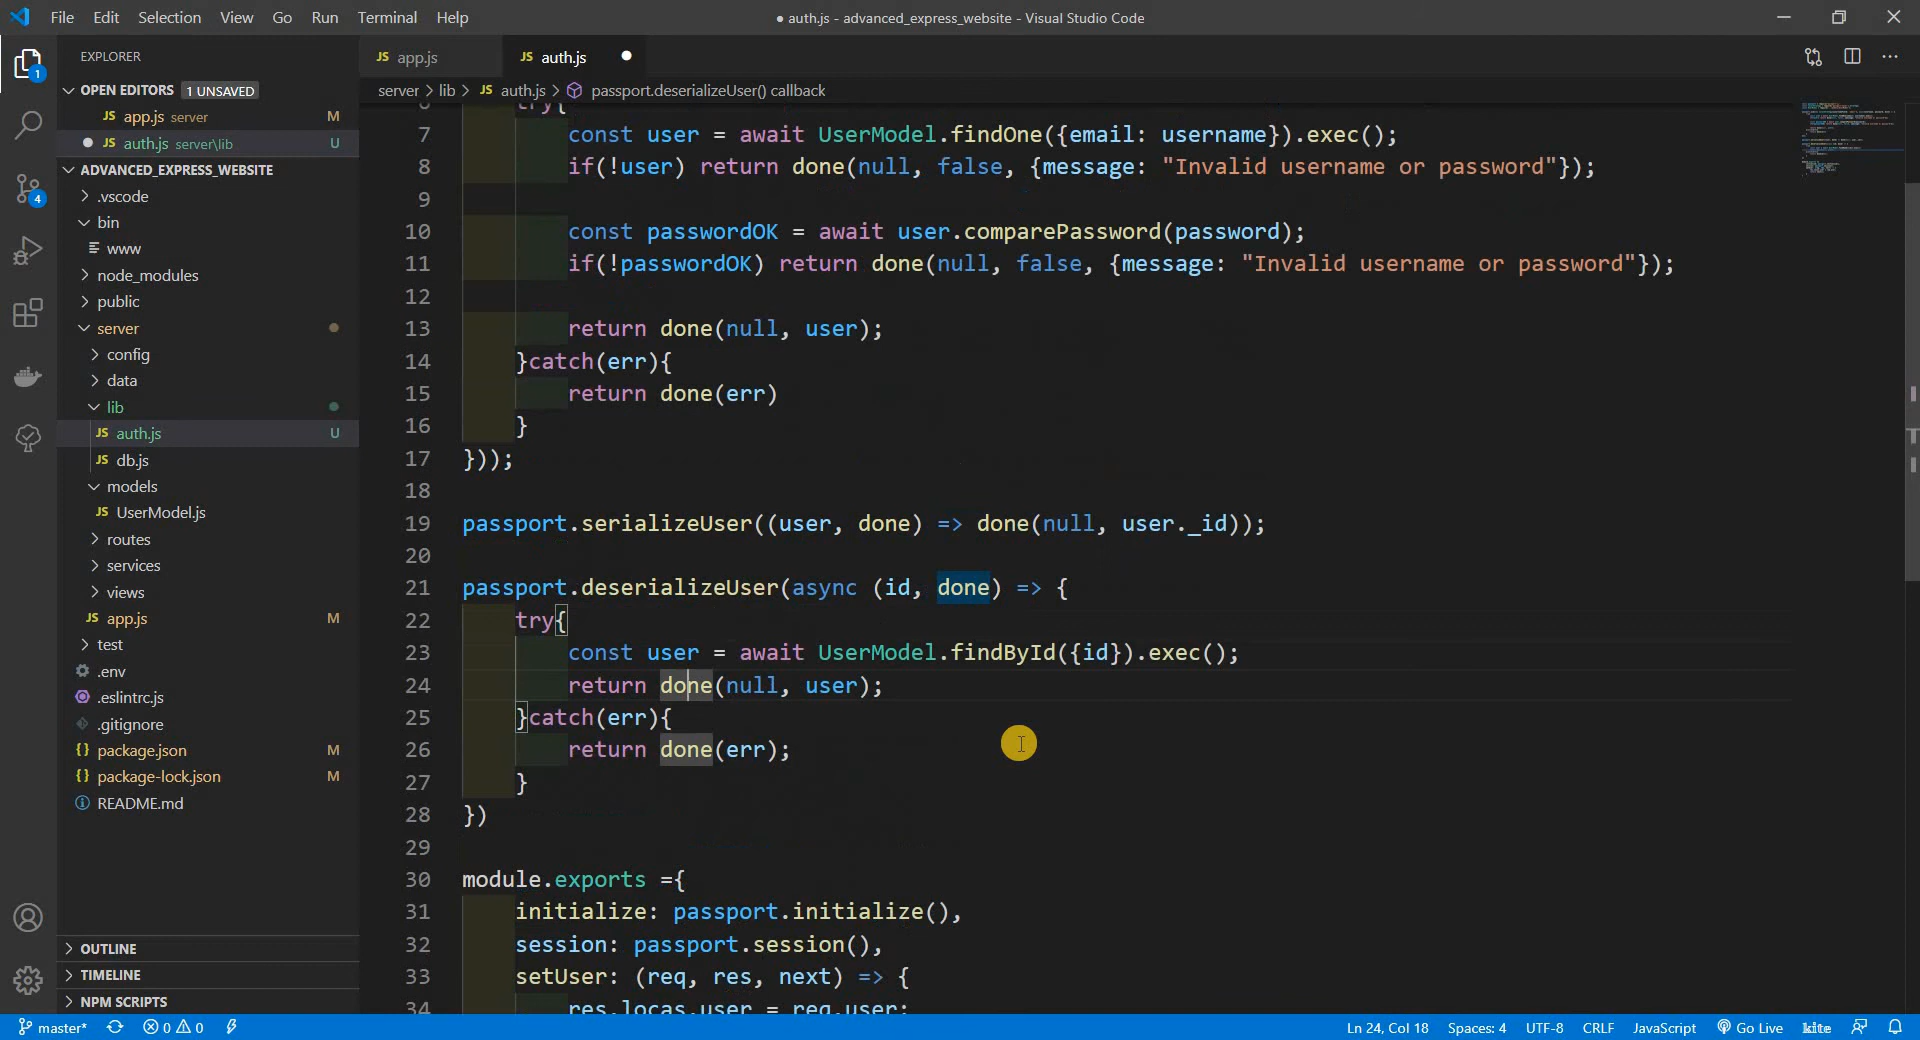 File Edit Selection View Go Run Terminal Help
● auth.js - advanced_express_website - Visual Studio Code
EXPLORER
OPEN EDITORS 1 UNSAVED
JS app.js server M
JS auth.js server\lib U
ADVANCED_EXPRESS_WEBSITE
.vscode
bin
www
node_modules
public
server
config
data
lib
JS auth.js U
JS db.js
models
JS UserModel.js
routes
services
views
JS app.js M
test
.env
.eslintrc.js
.gitignore
{} package.json M
{} package-lock.json M
README.md
OUTLINE
TIMELINE
NPM SCRIPTS
1
4
JS app.js
JS auth.js ●
server > lib > JS auth.js > passport.deserializeUser() callback
6 try{
7 const user = await UserModel.findOne({email: username}).exec();
8 if(!user) return done(null, false, {message: "Invalid username or password"});
9
10 const passwordOK = await user.comparePassword(password);
11 if(!passwordOK) return done(null, false, {message: "Invalid username or password"});
12
13 return done(null, user);
14 }catch(err){
15 return done(err)
16 }
17 }));
18
19 passport.serializeUser((user, done) => done(null, user._id));
20
21 passport.deserializeUser(async (id, done) => {
22 try{
23 const user = await UserModel.findById({id}).exec();
24 return done(null, user);
25 }catch(err){
26 return done(err);
27 }
28 })
29
30 module.exports ={
31 initialize: passport.initialize(),
32 session: passport.session(),
33 setUser: (req, res, next) => {
34 res.locas.user = req.user;
master* 0 0
Ln 24, Col 18 Spaces: 4 UTF-8 CRLF JavaScript Go Live kite